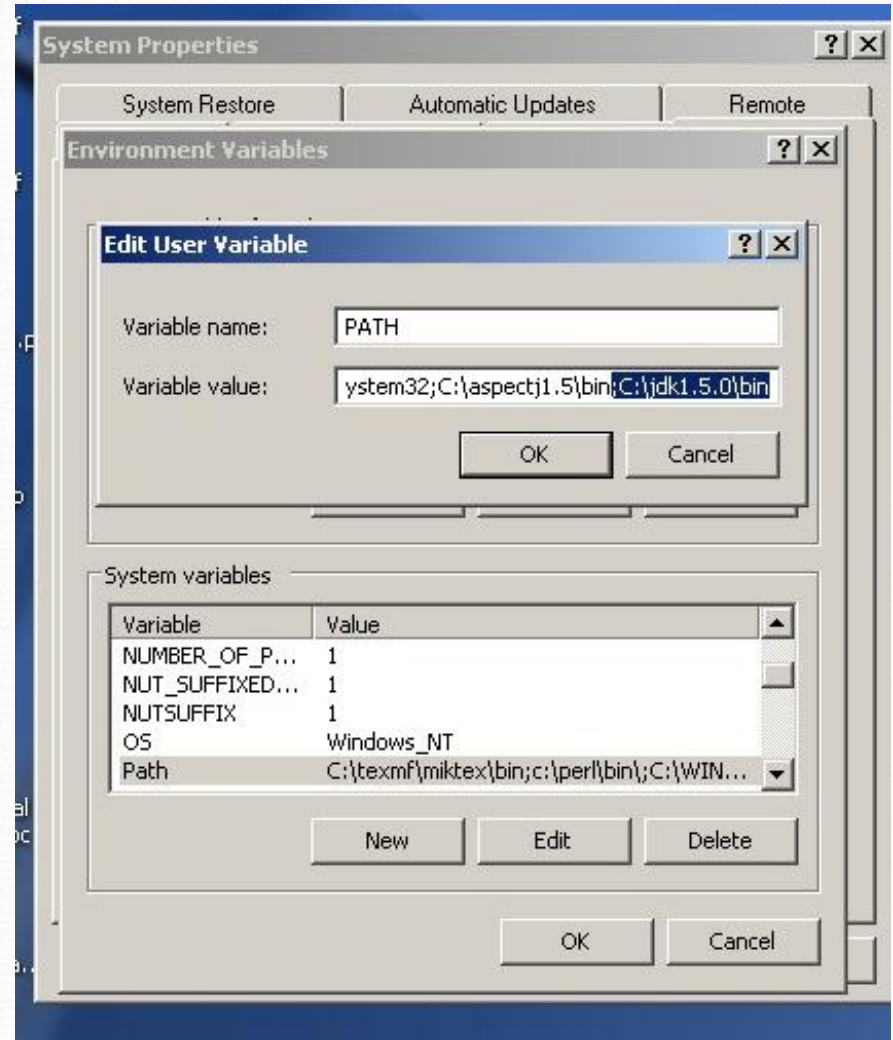 System Properties
System Restore Automatic Updates Remote
Environment Variables
Edit User Variable
Variable name: PATH
Variable value: ystem32;C:\aspectj1.5\bin;C:\jdk1.5.0\bin
OK Cancel
System variables
Variable Value
NUMBER_OF_P... 1
NUT_SUFFIXED... 1
NUTSUFFIX 1
OS Windows_NT
Path C:\texmf\miktex\bin;c:\perl\bin\;C:\WIN...
New Edit Delete
OK Cancel